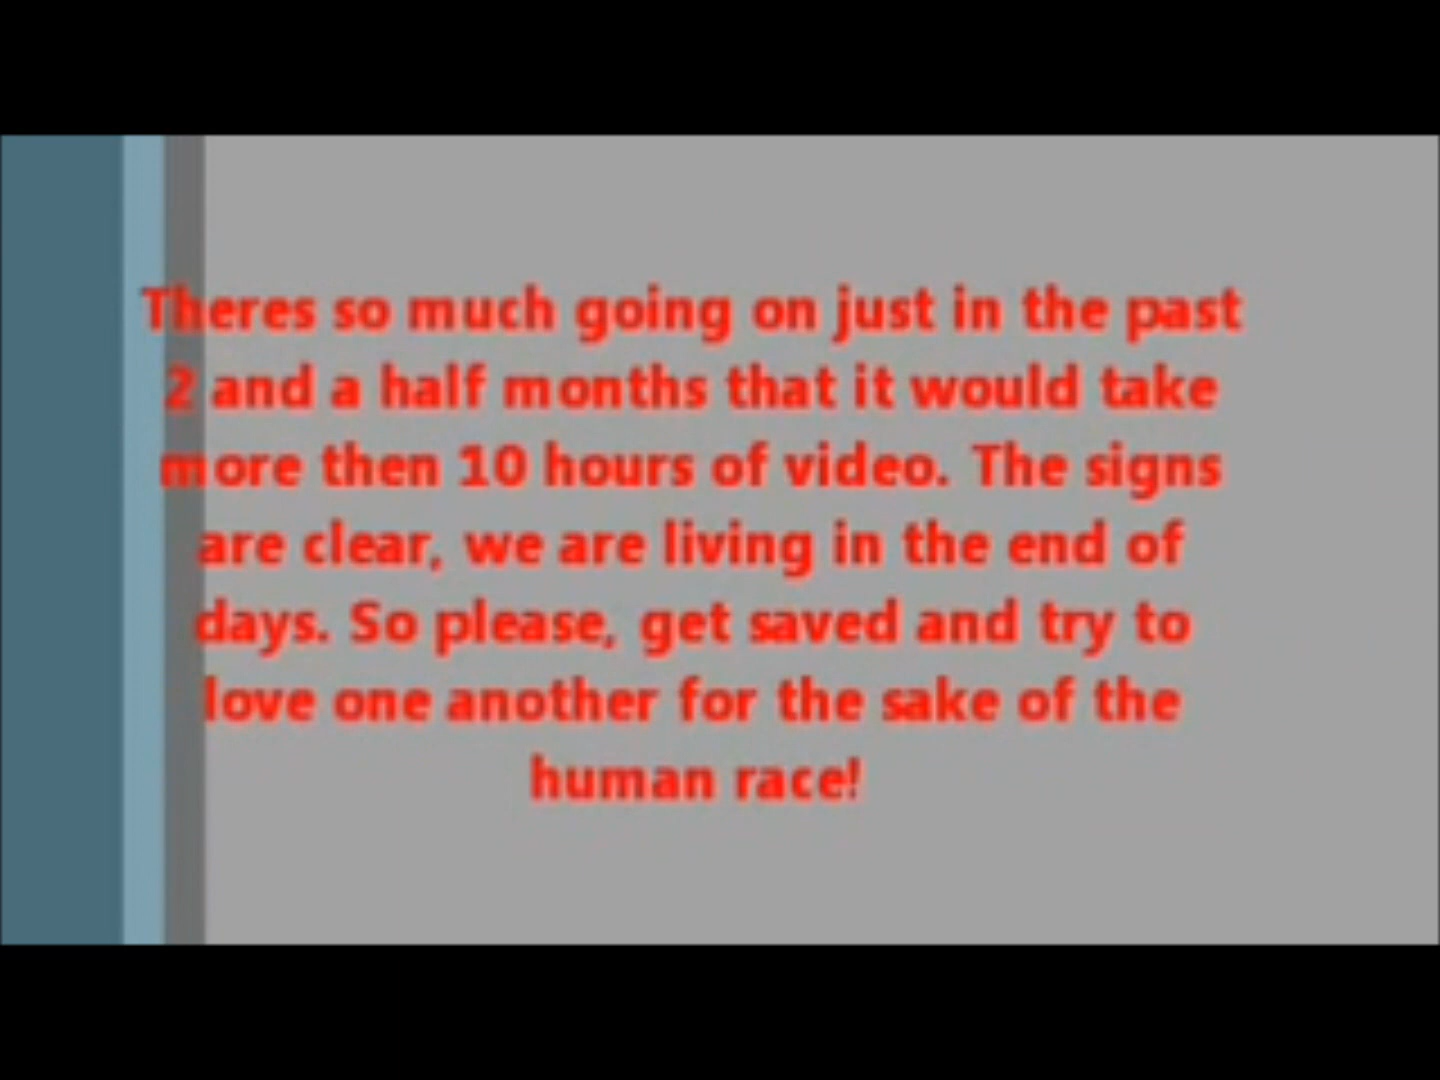 Theres so much going on just in the past
2 and a half months that it would take
more then 10 hours of video. The signs
are clear, we are living in the end of
days. So please, get saved and try to
love one another for the sake of the
human race!